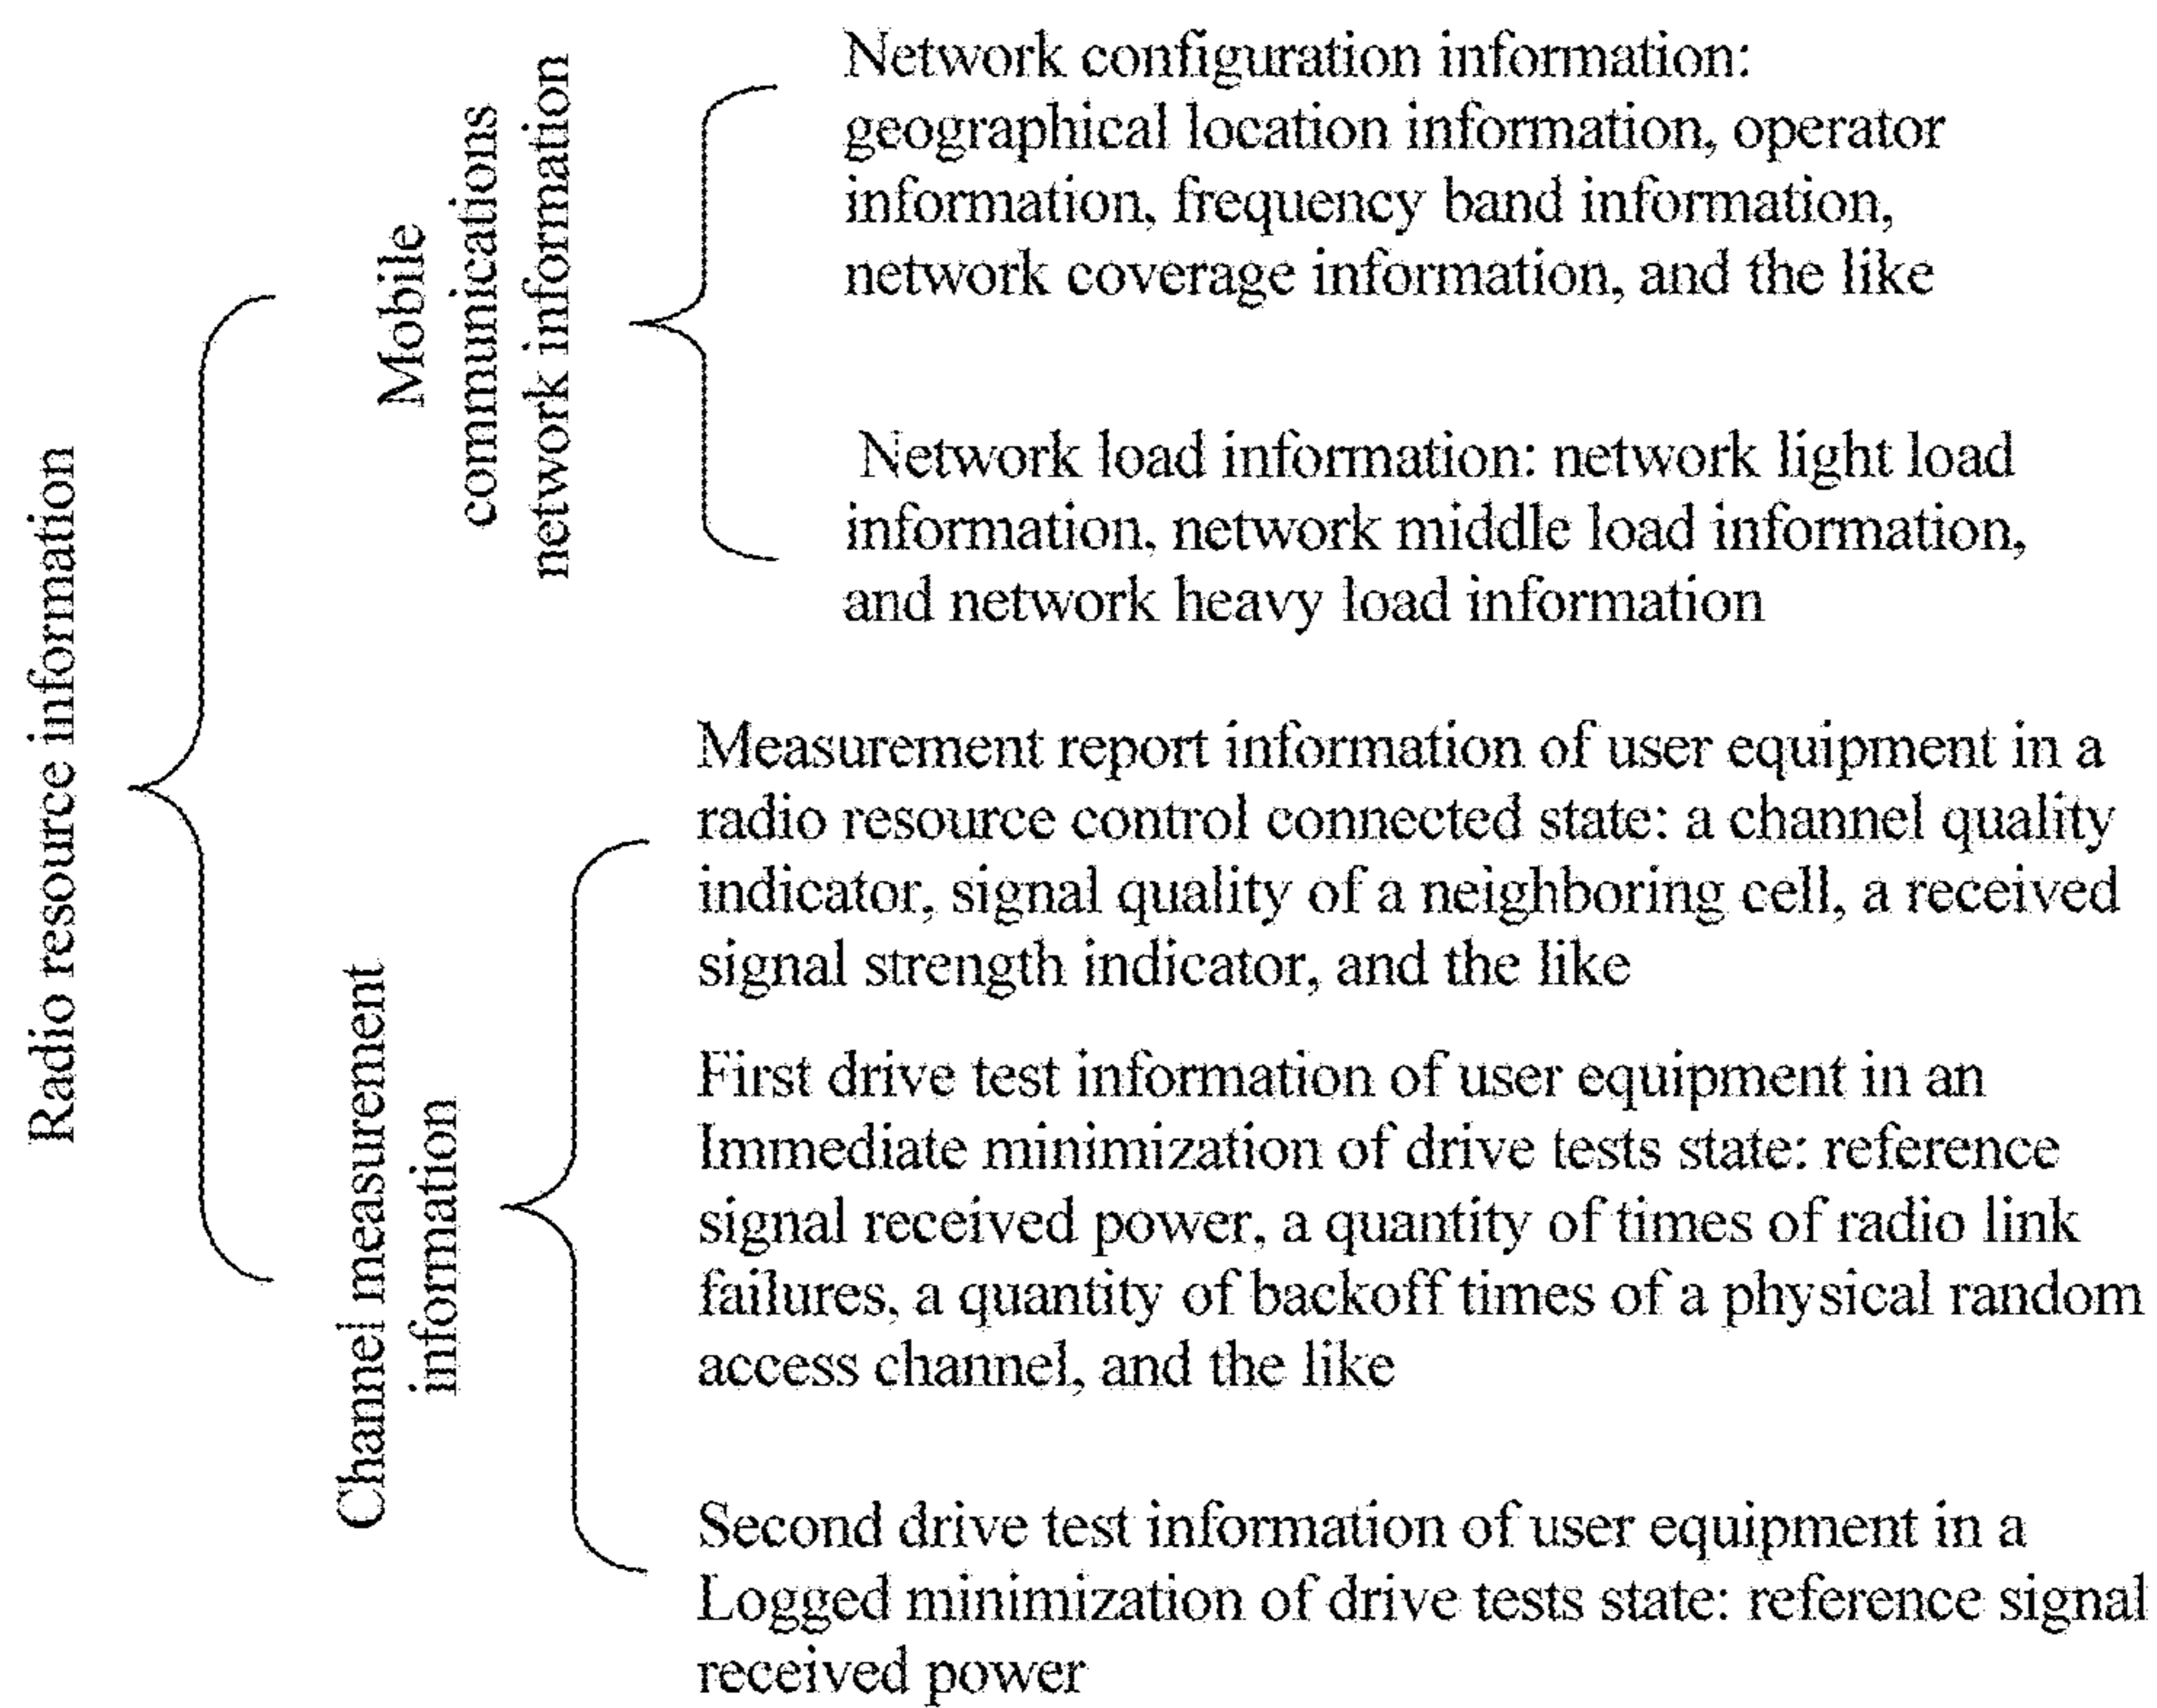 Radio resource information
Mobile
communications
network information
Network configuration information:
geographical location information, operator
information, frequency band information,
network coverage information, and the like
Network load information: network light load
information, network middle load information,
and network heavy load information
Channel measurement
information
Measurement report information of user equipment in a
radio resource control connected state: a channel quality
indicator, signal quality of a neighboring cell, a received
signal strength indicator, and the like
First drive test information of user equipment in an
Immediate minimization of drive tests state: reference
signal received power, a quantity of times of radio link
failures, a quantity of backoff times of a physical random
access channel, and the like
Second drive test information of user equipment in a
Logged minimization of drive tests state: reference signal
received power